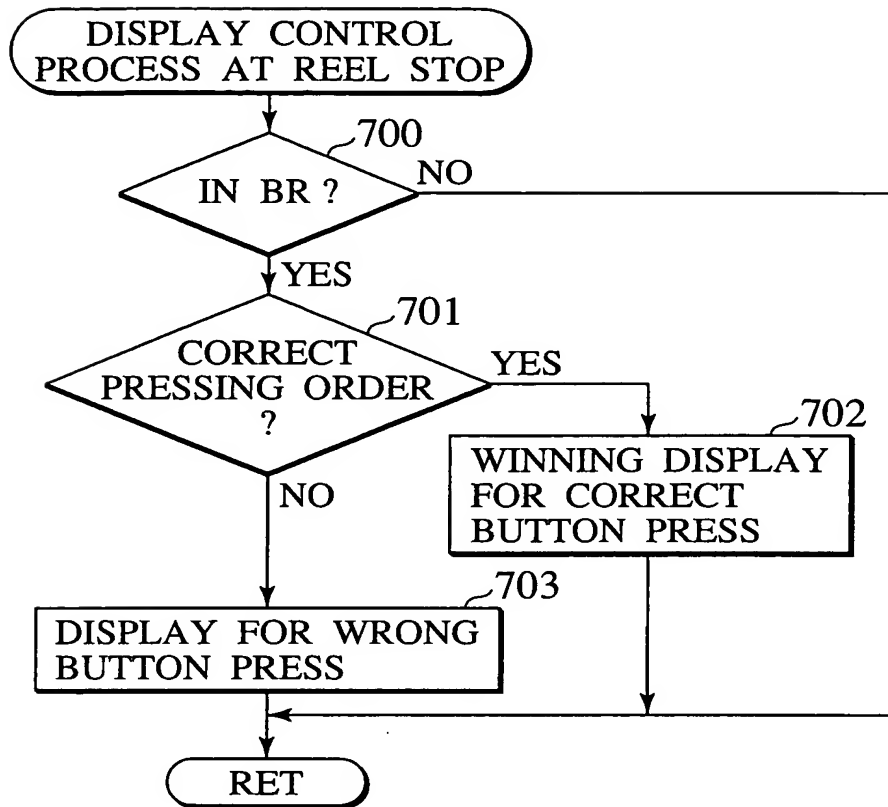 DISPLAY CONTROL
PROCESS AT REEL STOP
700
IN BR ?
NO
YES
701
CORRECT
PRESSING ORDER
?
YES
702
WINNING DISPLAY
FOR CORRECT
BUTTON PRESS
NO
703
DISPLAY FOR WRONG
BUTTON PRESS
RET